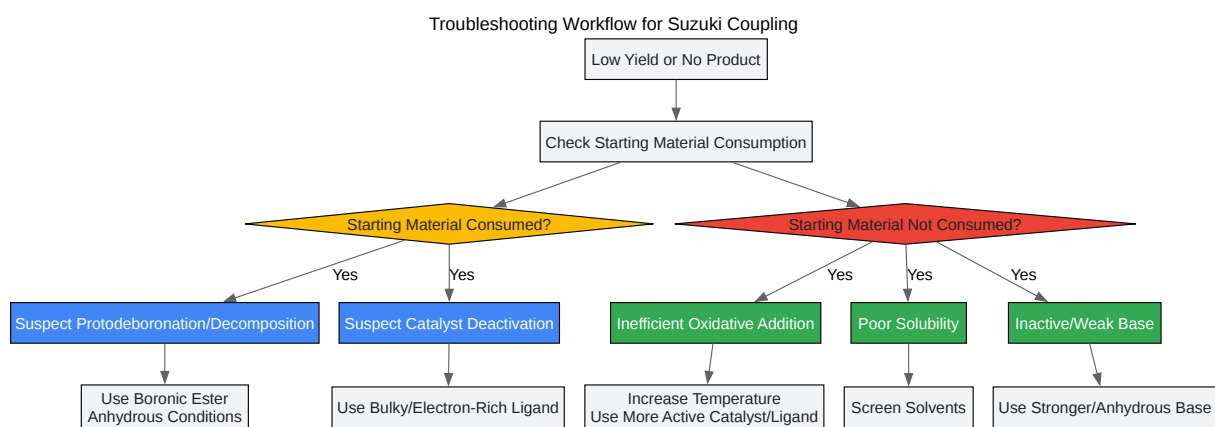 Troubleshooting Workflow for Suzuki Coupling
Low Yield or No Product
Check Starting Material Consumption
Starting Material Consumed?
Starting Material Not Consumed?
Yes
Yes
Yes
Yes
Yes
Suspect Protodeboronation/Decomposition
Suspect Catalyst Deactivation
Inefficient Oxidative Addition
Poor Solubility
Inactive/Weak Base
Use Boronic Ester
Anhydrous Conditions
Use Bulky/Electron-Rich Ligand
Increase Temperature
Use More Active Catalyst/Ligand
Screen Solvents
Use Stronger/Anhydrous Base